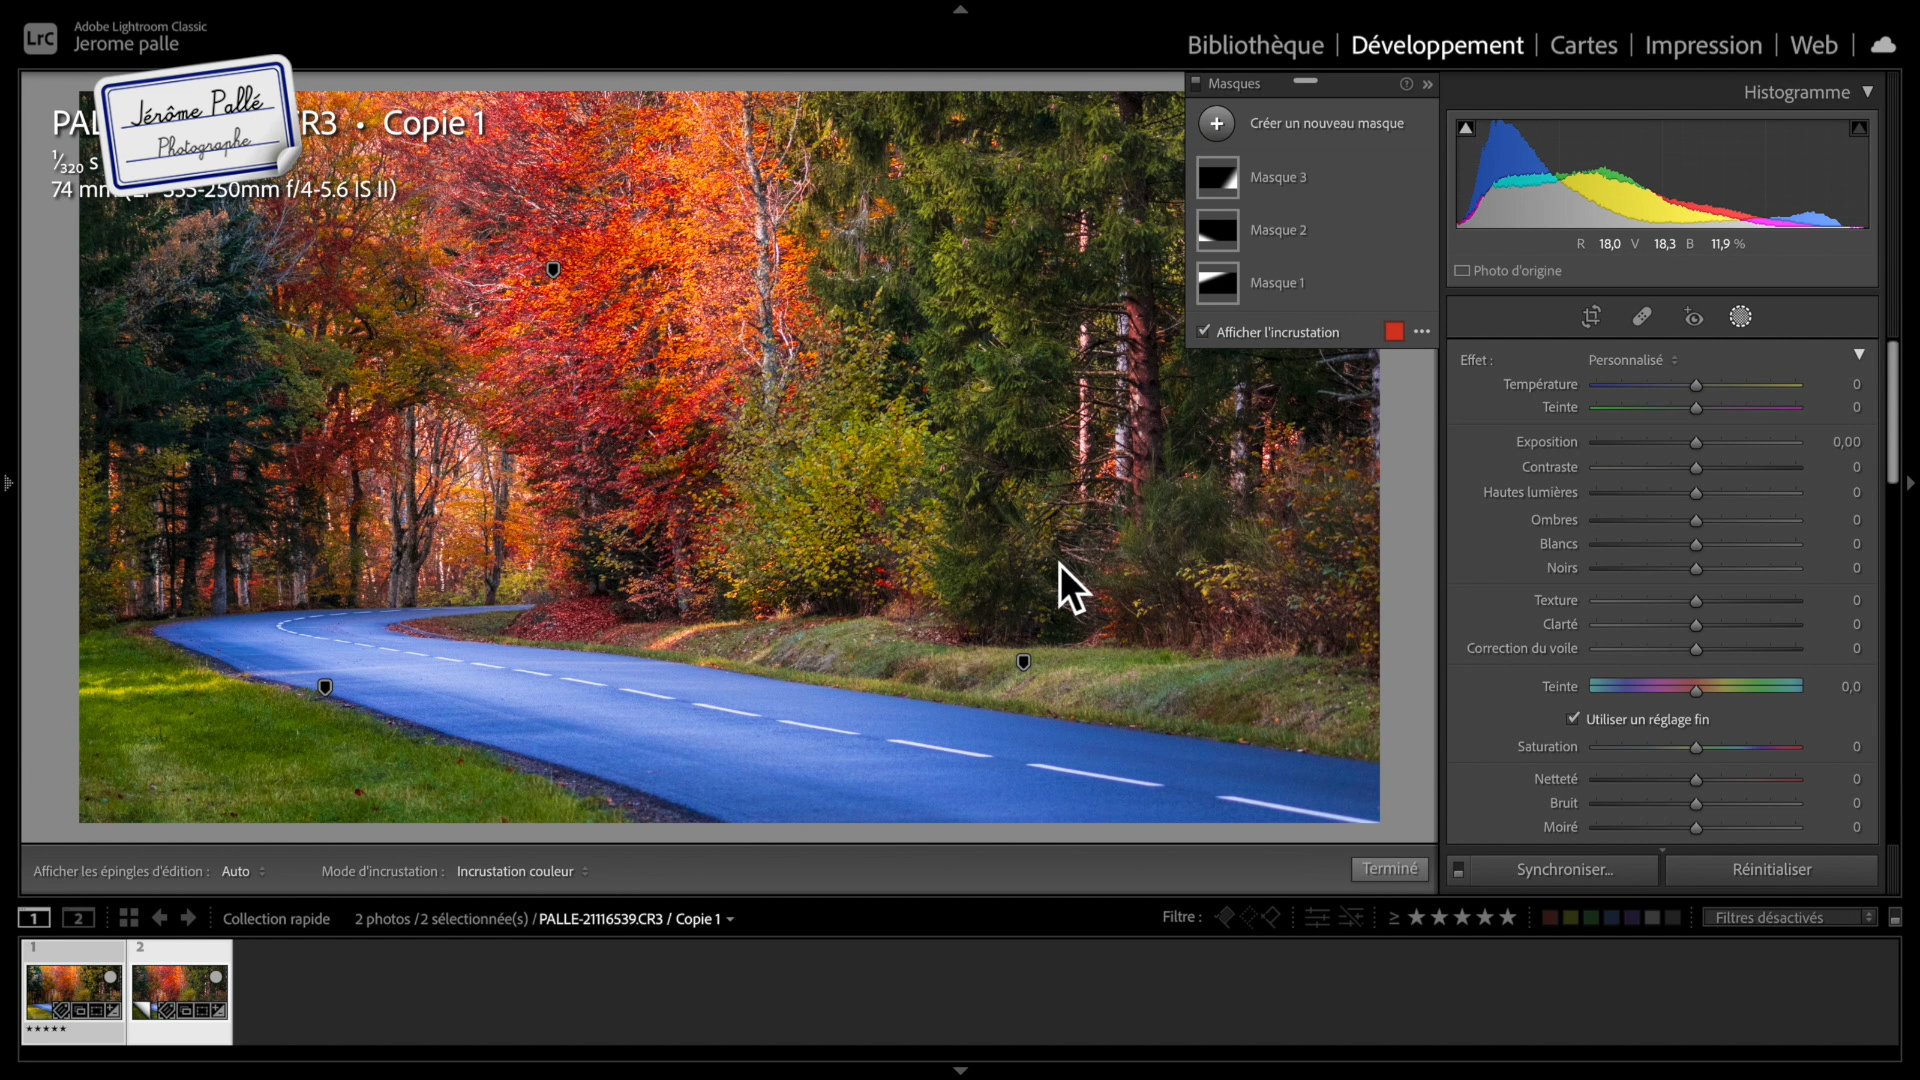 LrC
Adobe Lightroom Classic
Jerome palle
Bibliothèque
Développement
Cartes
Impression
Web
Jérôme Pallé
Photographe
PAL
R3 • Copie 1
1/320 s
74 mm
-250mm f/4-5.6 IS II)
Masques
Créer un nouveau masque
Masque 3
Masque 2
Masque 1
Afficher l'incrustation
Histogramme
R 18,0 V 18,3 B 11,9 %
Photo d'origine
Effet : Personnalisé
Température 0
Teinte 0
Exposition 0,00
Contraste 0
Hautes lumières 0
Ombres 0
Blancs 0
Noirs 0
Texture 0
Clarté 0
Correction du voile 0
Teinte 0,0
Utiliser un réglage fin
Saturation 0
Netteté 0
Bruit 0
Moiré 0
Afficher les épingles d'édition : Auto
Mode d'incrustation : Incrustation couleur
Terminé
Synchroniser...
Réinitialiser
1
2
Collection rapide
2 photos /2 sélectionnée(s) /PALLE-21116539.CR3 / Copie 1
Filtre :
≥ ★★★★★
Filtres désactivés
1
2
★★★★★